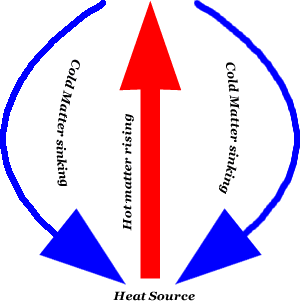 Cold Matter sinking
Hot matter rising
Cold Matter sinking
Heat Source